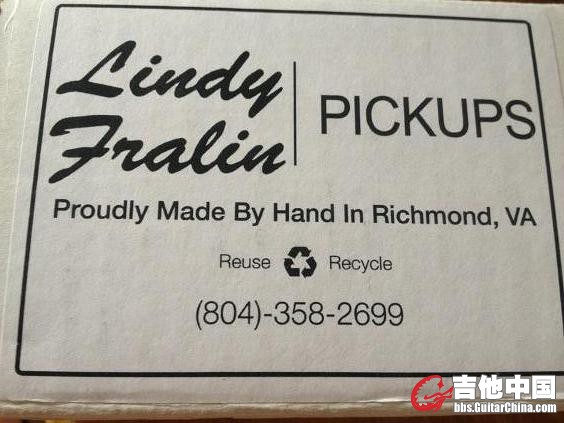 Lindy
Fralin
PICKUPS
Proudly Made By Hand In Richmond, VA
Reuse Recycle
(804)-358-2699
吉他中国
bbs.GuitarChina.com